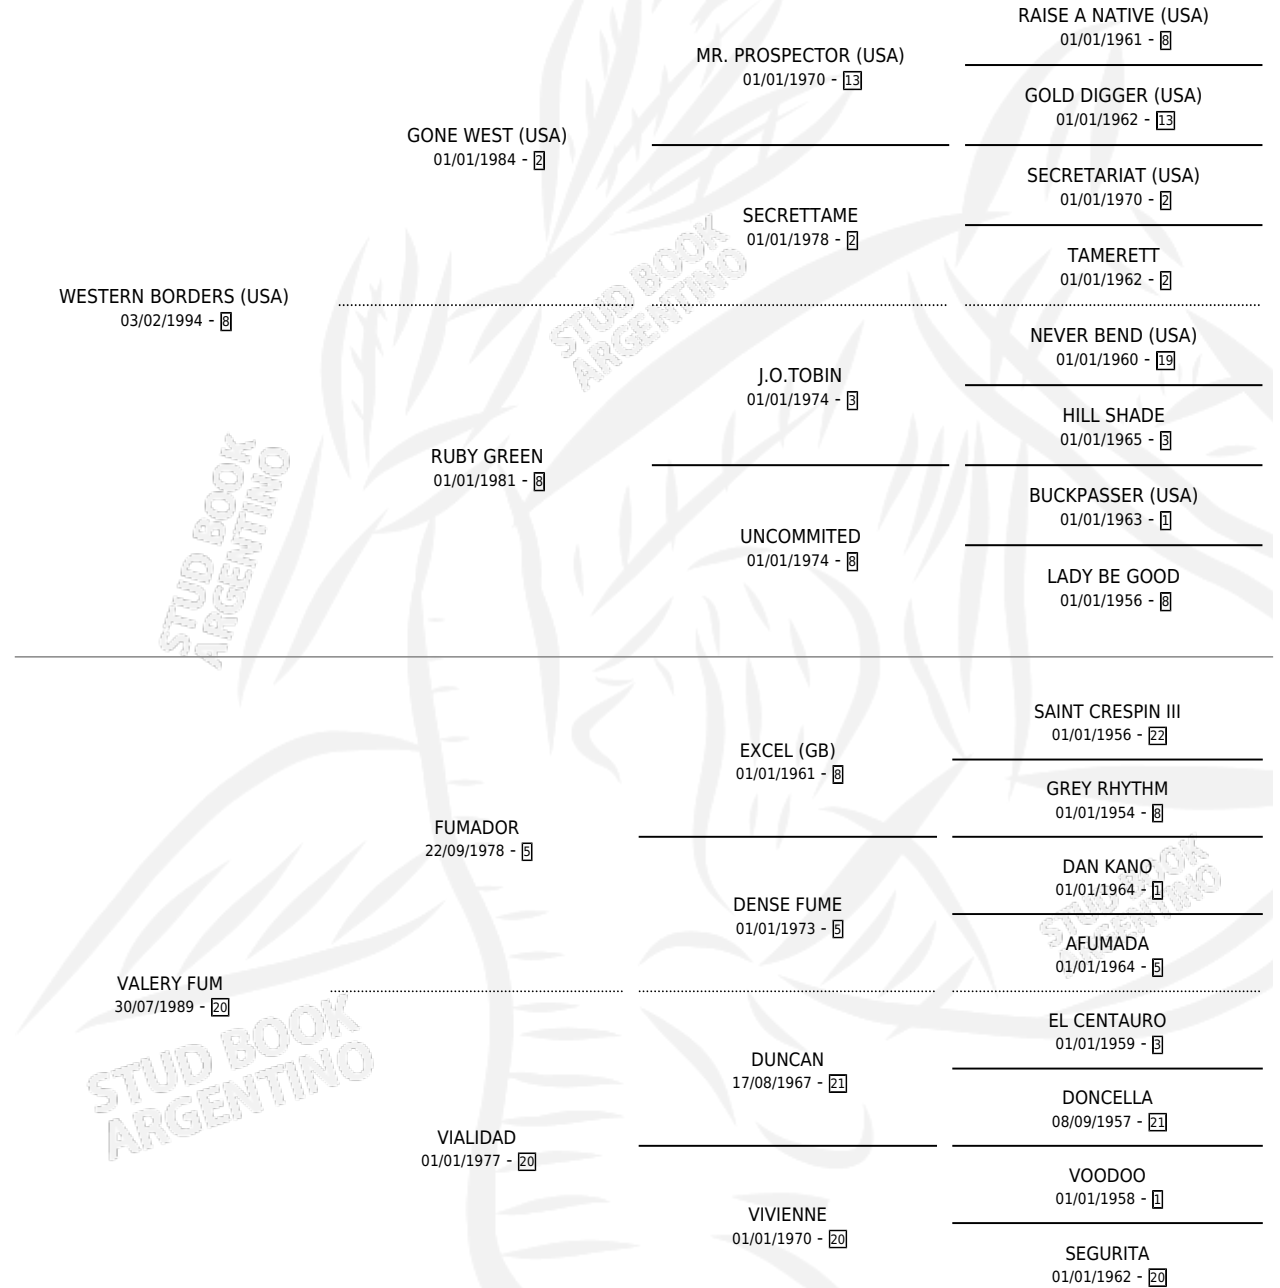 RAISE A NATIVE (USA)
01/01/1961 - 8
MR. PROSPECTOR (USA)
01/01/1970 - 13
GOLD DIGGER (USA)
01/01/1962 - 13
GONE WEST (USA)
01/01/1984 - 2
SECRETARIAT (USA)
01/01/1970 - 2
SECRETTAME
01/01/1978 - 2
TAMERETT
01/01/1962 - 2
WESTERN BORDERS (USA)
03/02/1994 - 8
NEVER BEND (USA)
01/01/1960 - 19
J.O.TOBIN
01/01/1974 - 3
HILL SHADE
01/01/1965 - 3
RUBY GREEN
01/01/1981 - 8
BUCKPASSER (USA)
01/01/1963 - 1
UNCOMMITED
01/01/1974 - 8
LADY BE GOOD
01/01/1956 - 8
SAINT CRESPIN III
01/01/1956 - 22
EXCEL (GB)
01/01/1961 - 8
GREY RHYTHM
01/01/1954 - 8
FUMADOR
22/09/1978 - 5
DAN KANO
01/01/1964 - 1
DENSE FUME
01/01/1973 - 5
AFUMADA
01/01/1964 - 5
VALERY FUM
30/07/1989 - 20
EL CENTAURO
01/01/1959 - 3
DUNCAN
17/08/1967 - 21
DONCELLA
08/09/1957 - 21
VIALIDAD
01/01/1977 - 20
VOODOO
01/01/1958 - 1
VIVIENNE
01/01/1970 - 20
SEGURITA
01/01/1962 - 20
STUD BOOK
ARGENTINO
STUD BOOK
ARGENTINO
STUD BOOK
ARGENTINO
STUD BOOK
ARGENTINO